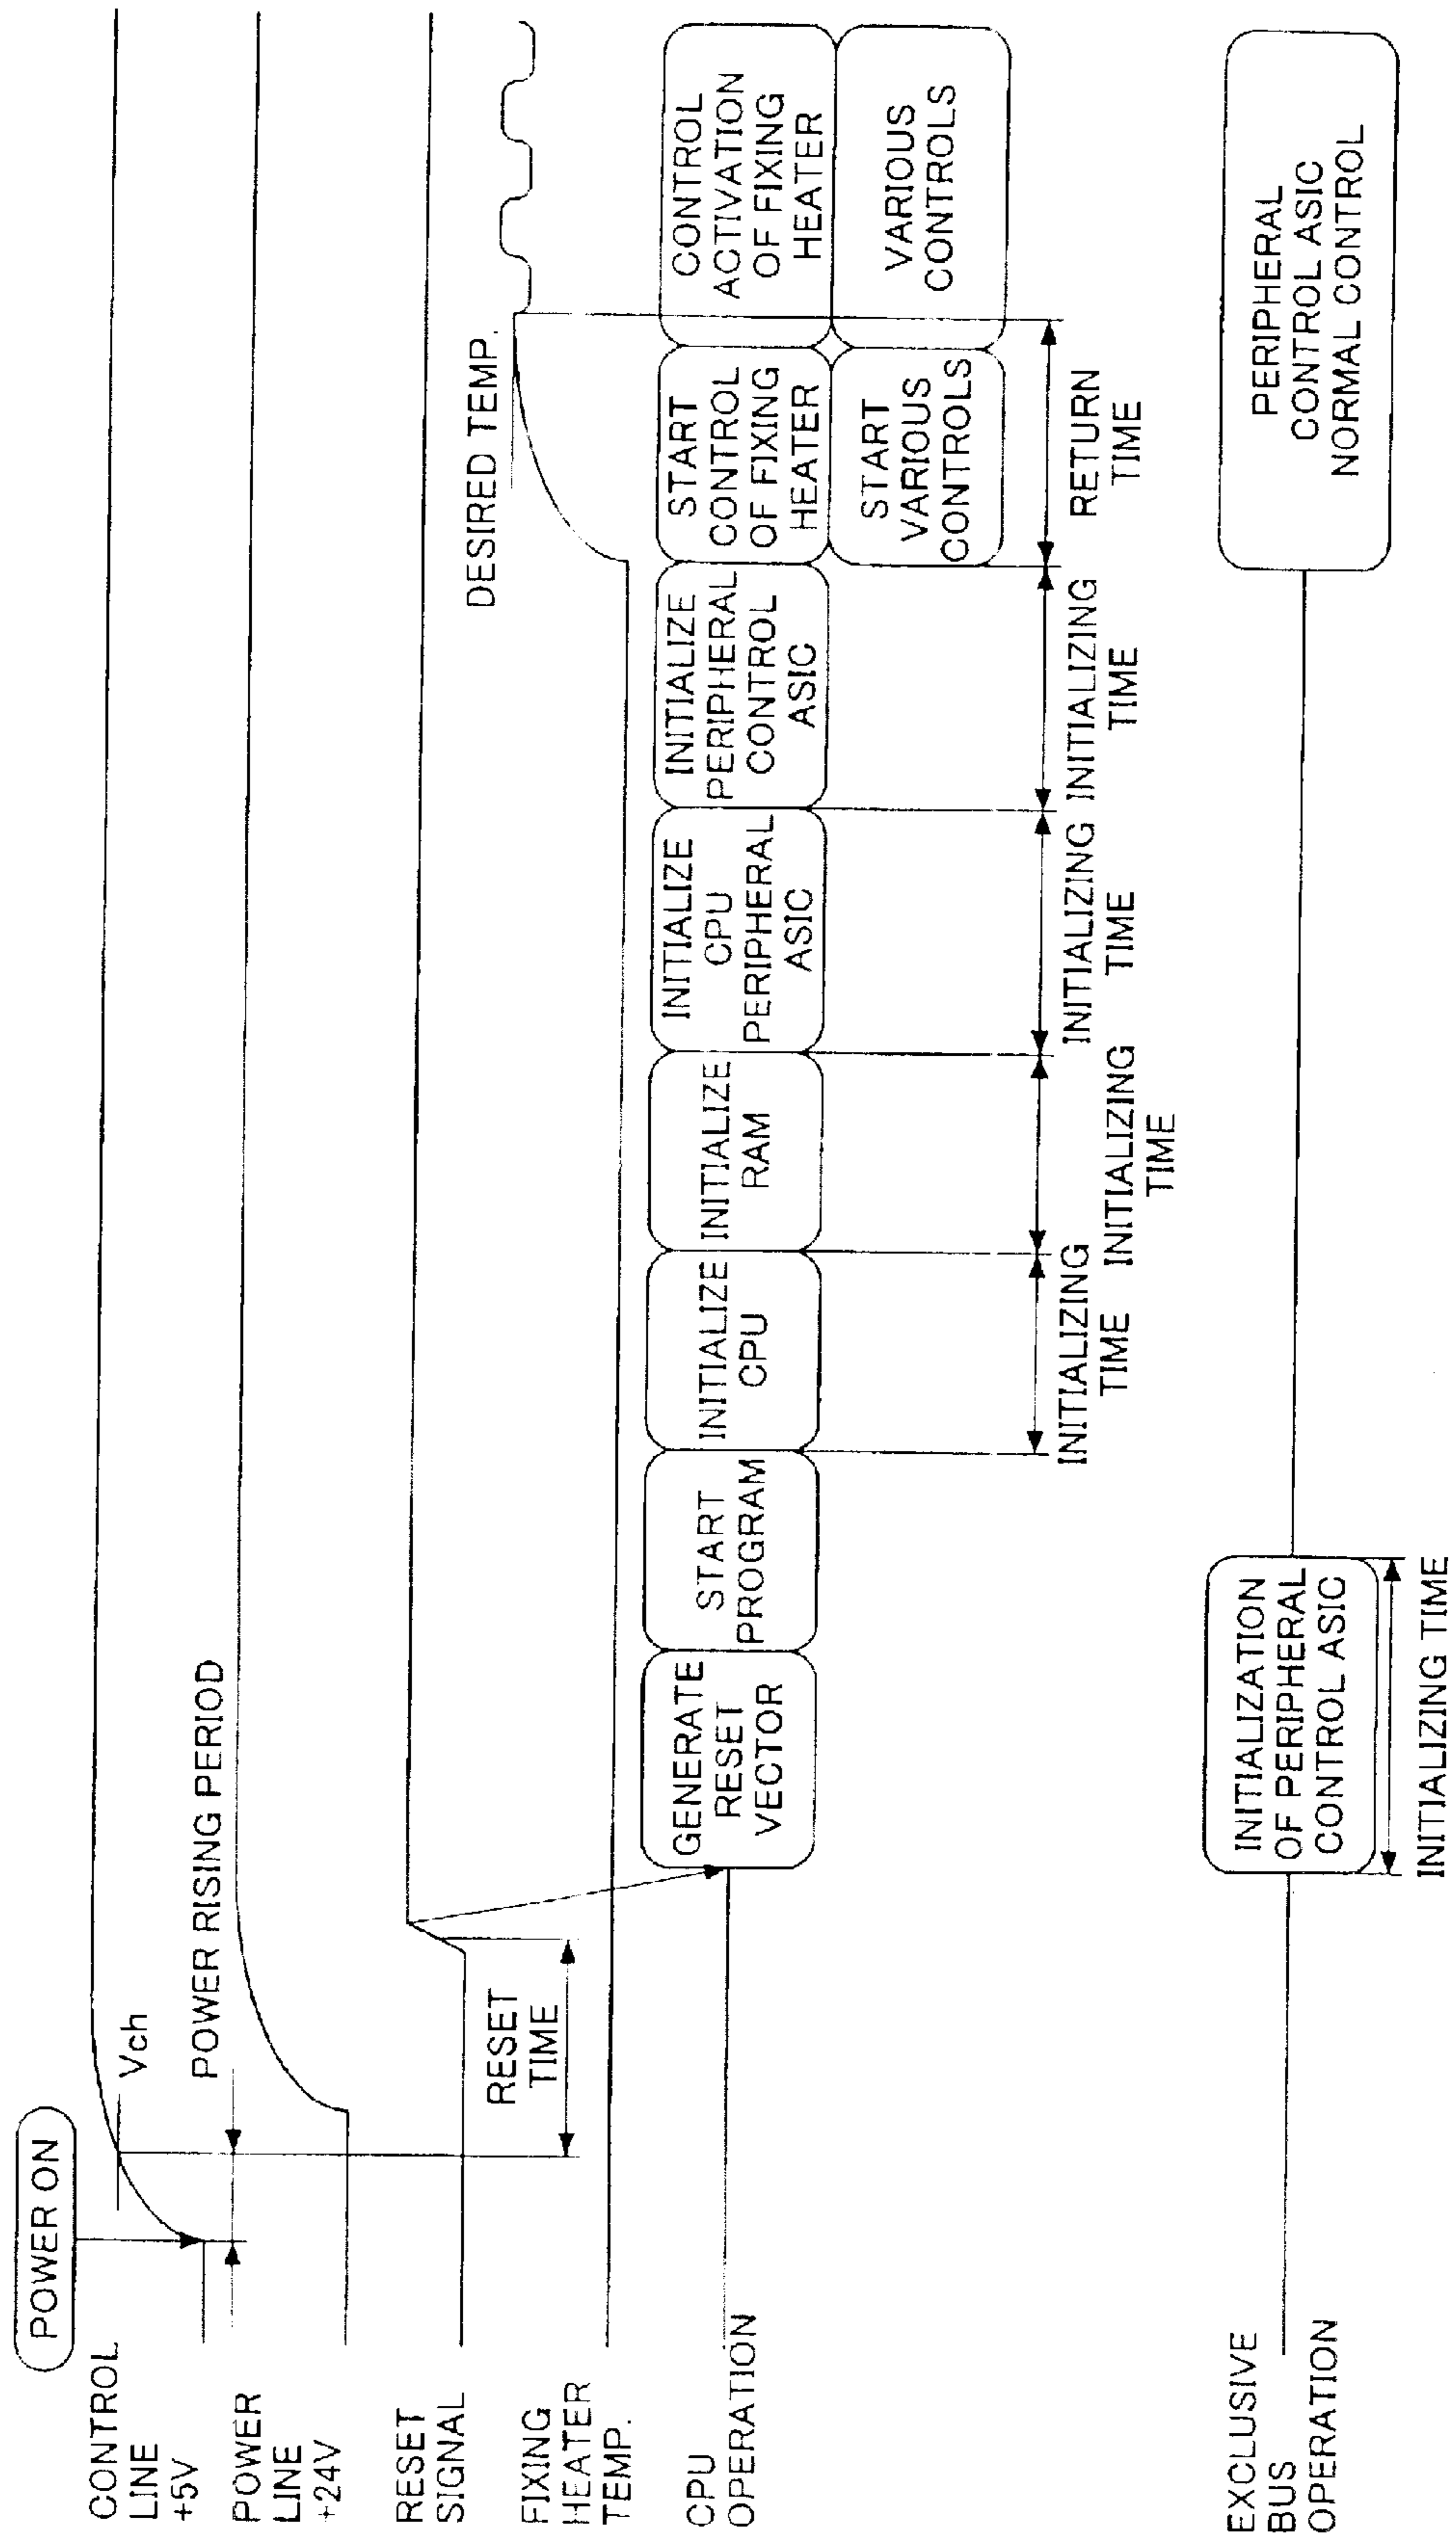 POWER ON
CONTROL
LINE
+5V
Vch
POWER RISING PERIOD
POWER
LINE
+24V
RESET
SIGNAL
RESET
TIME
DESIRED TEMP.
FIXING
HEATER
TEMP.
CPU
OPERATION
GENERATE
RESET
VECTOR
START
PROGRAM
INITIALIZE
CPU
INITIALIZE
RAM
INITIALIZE
CPU
PERIPHERAL
ASIC
INITIALIZE
PERIPHERAL
CONTROL
ASIC
START
CONTROL
OF FIXING
HEATER
CONTROL
ACTIVATION
OF FIXING
HEATER
START
VARIOUS
CONTROLS
VARIOUS
CONTROLS
INITIALIZING
TIME
INITIALIZING
TIME
INITIALIZING
TIME
INITIALIZING
TIME
RETURN
TIME
EXCLUSIVE
BUS
OPERATION
INITIALIZATION
OF PERIPHERAL
CONTROL ASIC
INITIALIZING TIME
PERIPHERAL
CONTROL ASIC
NORMAL CONTROL